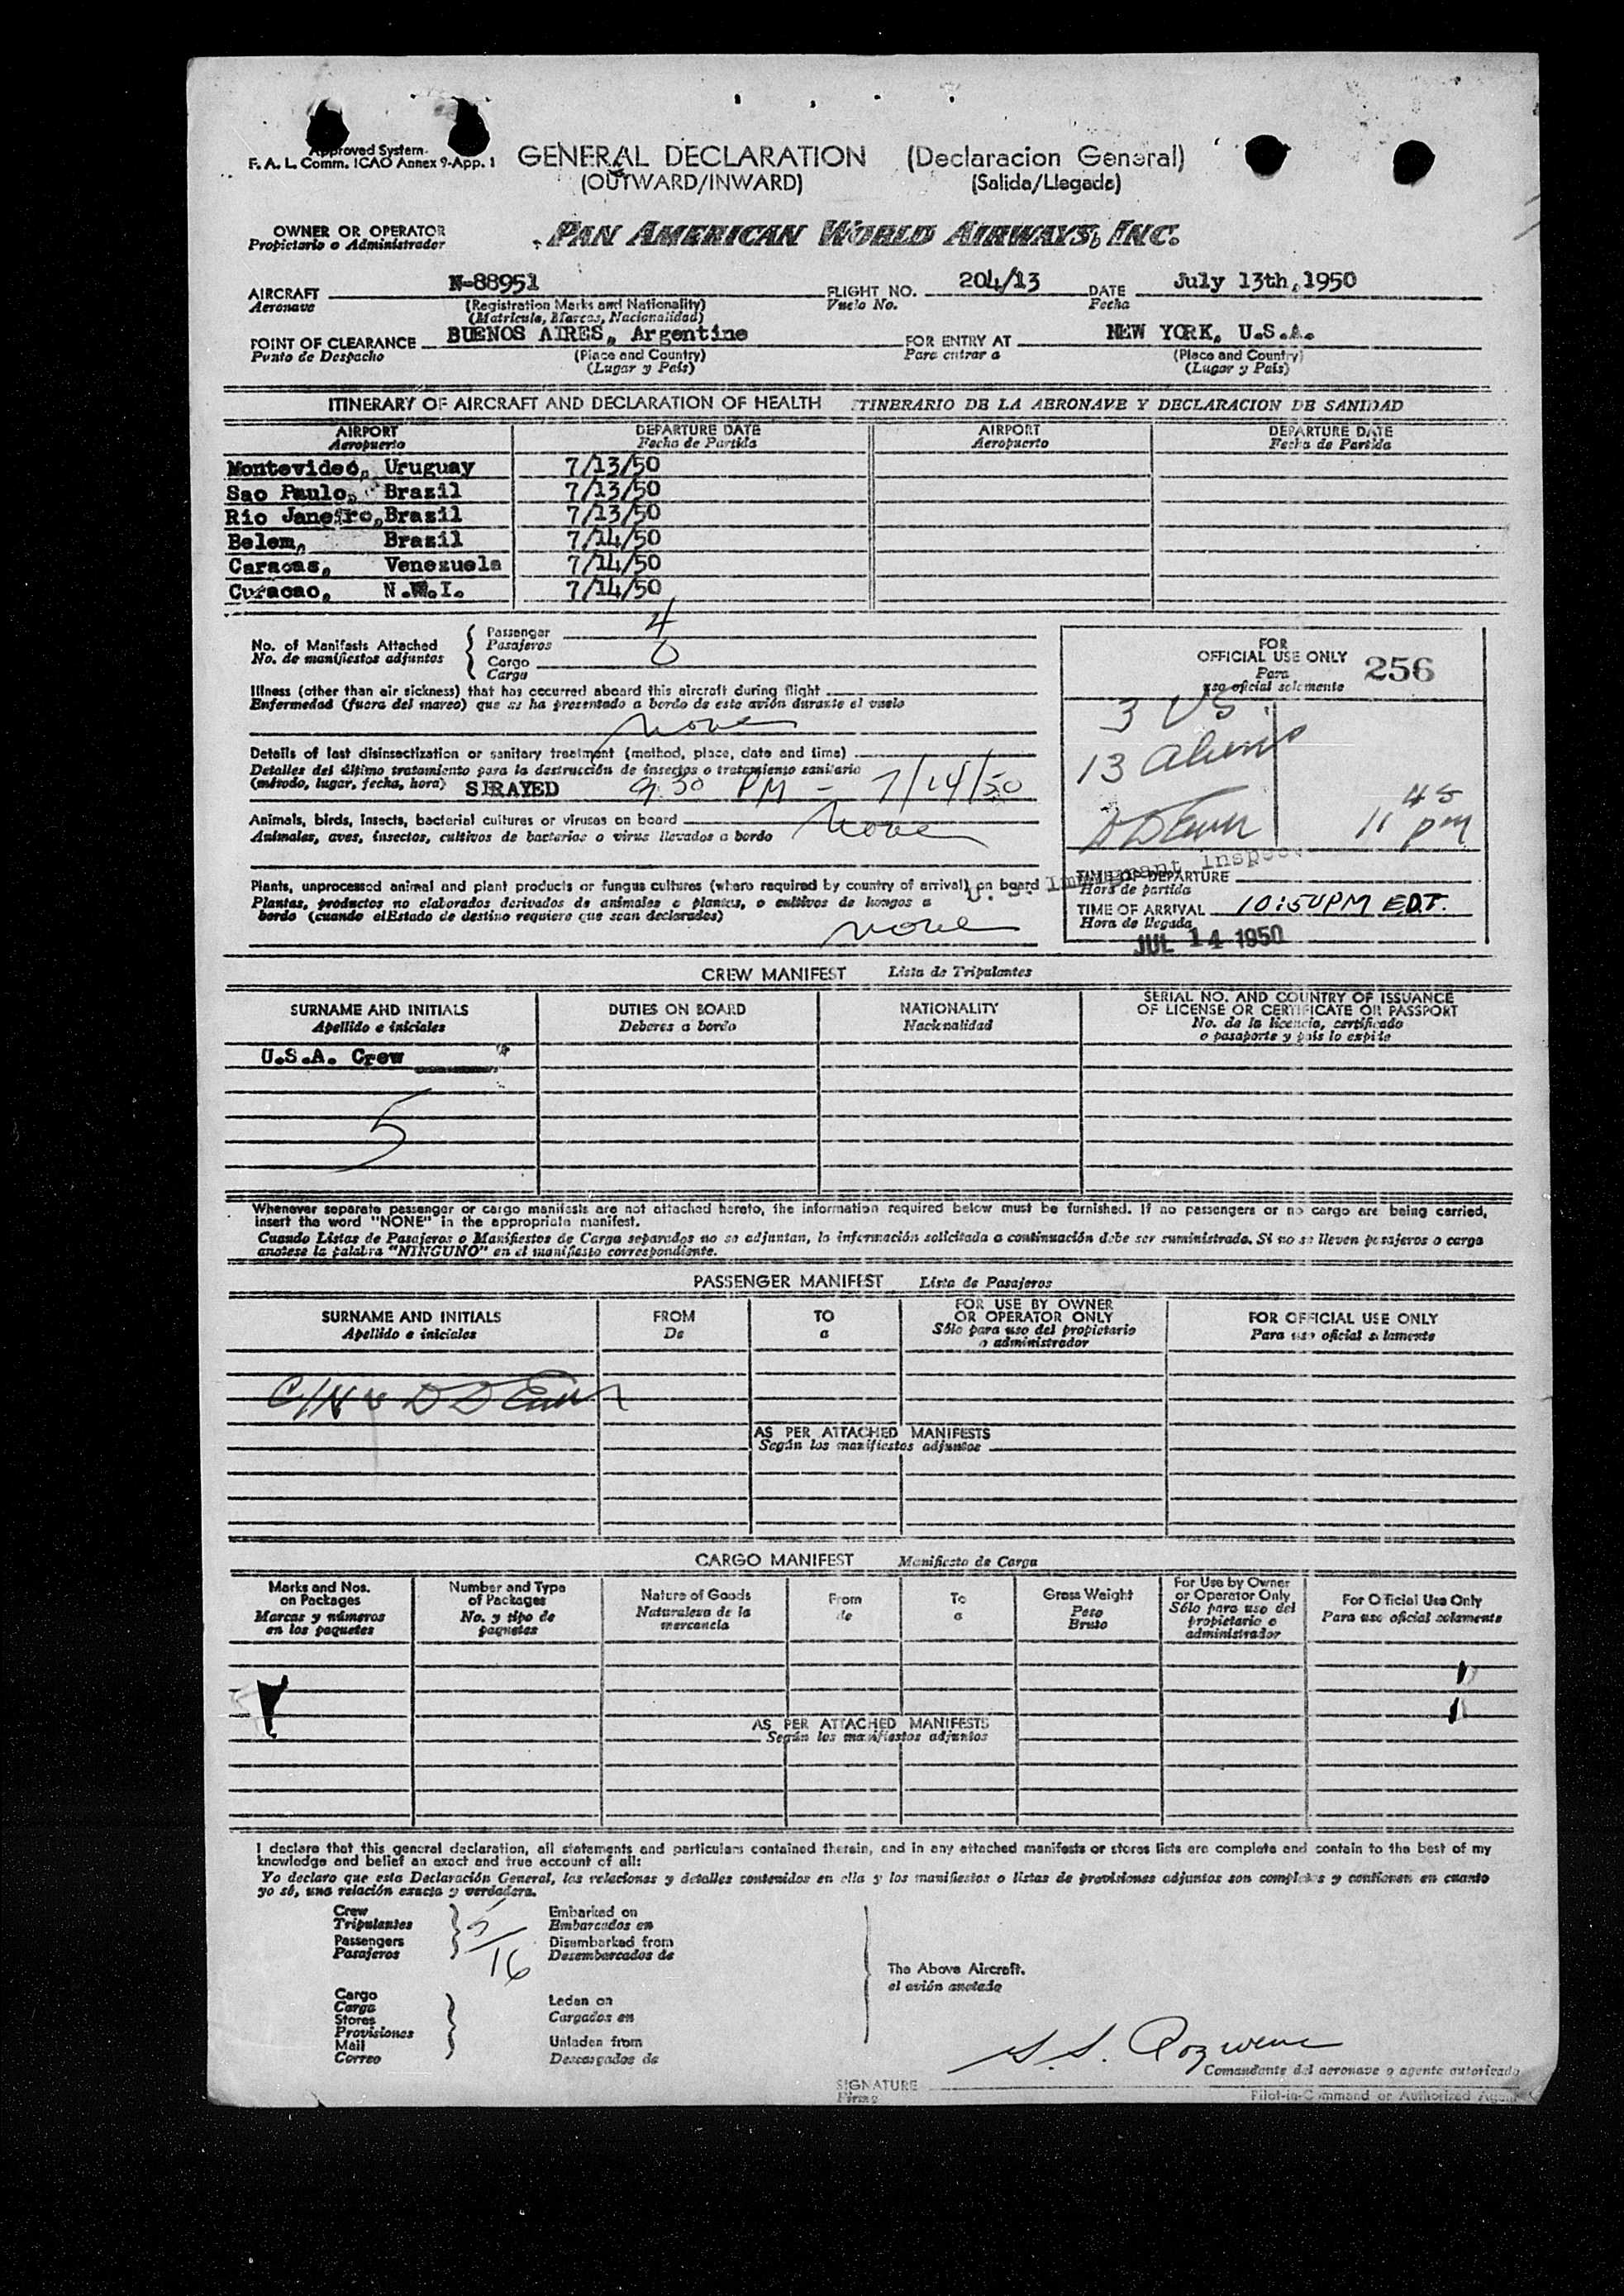 Approved System-
F. A. L. Comm. ICAO Annex 9-App. 1
GENERAL DECLARATION (Declaracion General)
(OUTWARD/INWARD) (Salida/Llegada)
OWNER OR OPERATOR
Propietario o Administrador
PAN AMERICAN WORLD AIRWAYS, INC.
AIRCRAFT N-88951 FLIGHT NO. 204/13 DATE July 13th, 1950
Aeronave (Registration Marks and Nationality) Vuelo No. Fecha
(Matricula, Marcas, Nacionalidad)
POINT OF CLEARANCE BUENOS AIRES, Argentine FOR ENTRY AT NEW YORK, U.S.A.
Punto de Despacho (Place and Country) Para entrar a (Place and Country)
(Lugar y País) (Lugar y País)
ITINERARY OF AIRCRAFT AND DECLARATION OF HEALTH ITINERARIO DE LA AERONAVE Y DECLARACION DE SANIDAD
AIRPORT DEPARTURE DATE AIRPORT DEPARTURE DATE
Aeropuerto Fecha de Partida Aeropuerto Fecha de Partida
Montevideo, Uruguay 7/13/50
Sao Paulo, Brazil 7/13/50
Rio Janeiro, Brazil 7/13/50
Belem, Brazil 7/14/50
Caracas, Venezuela 7/14/50
Curacao, N.W.I. 7/14/50
No. of Manifests Attached
No. de manifiestos adjuntos
Passenger 4
Pasajeros
Cargo 0
Carga
Illness (other than air sickness) that has occurred aboard this aircraft during flight
Enfermedad (fuera del mareo) que se ha presentado a bordo de este avión durante el vuelo
None
Details of last disinsectization or sanitary treatment (method, place, date and time)
Detalles del último tratamiento para la destrucción de insectos o tratamiento sanitario
(método, lugar, fecha, hora) SPRAYED 9:30 PM - 7/14/50
Animals, birds, insects, bacterial cultures or viruses on board None
Animales, aves, insectos, cultivos de bacterias o virus llevados a bordo
Plants, unprocessed animal and plant products or fungus cultures (where required by country of arrival) on board
Plantas, productos no elaborados derivados de animales o plantas, o cultivos de hongos a
bordo (cuando el Estado de destino requiere que sean declarados)
None
FOR
OFFICIAL USE ONLY 256
Para
uso oficial solamente
3 US
13 Aliens
11 45 pm
U. S. Immigrant Inspec
TIME OF DEPARTURE
Hora de partida
TIME OF ARRIVAL 10:50 PM EDT.
Hora de llegada
JUL 14 1950
CREW MANIFEST Lista de Tripulantes
SURNAME AND INITIALS DUTIES ON BOARD NATIONALITY SERIAL NO. AND COUNTRY OF ISSUANCE
OF LICENSE OR CERTIFICATE OR PASSPORT
Apellido e iniciales Deberes a bordo Nacionalidad No. de la licencia, certificado
o pasaporte y país lo expite
U.S.A. Crew
5
Whenever separate passenger or cargo manifests are not attached hereto, the information required below must be furnished. If no passengers or no cargo are being carried,
insert the word "NONE" in the appropriate manifest.
Cuando Listas de Pasajeros o Manifiestos de Carga separados no se adjuntan, la información solicitada a continuación debe ser suministrada. Si no se lleven pasajeros o carga
anotese la palabra "NINGUNO" en el manifiesto correspondiente.
PASSENGER MANIFEST Lista de Pasajeros
SURNAME AND INITIALS FROM TO FOR USE BY OWNER
OR OPERATOR ONLY FOR OFFICIAL USE ONLY
Apellido e iniciales De a Sólo para uso del propietario
o administrador Para uso oficial solamente
AS PER ATTACHED MANIFESTS
Según los manifiestos adjuntos
CARGO MANIFEST Manifiesto de Carga
Marks and Nos.
on Packages
Marcas y números
en los paquetes
Number and Type
of Packages
No. y tipo de
paquetes
Nature of Goods
Naturaleza de la
mercancía
From
de
To
a
Gross Weight
Peso
Bruto
For Use by Owner
or Operator Only
Sólo para uso del
propietario o
administrador
For Official Use Only
Para uso oficial solamente
AS PER ATTACHED MANIFESTS
Según los manifiestos adjuntos
I declare that this general declaration, all statements and particulars contained therein, and in any attached manifests or stores lists are complete and contain to the best of my
knowledge and belief an exact and true account of all:
Yo declaro que esta Declaración General, las relaciones y detalles contenidos en ella y los manifiestos o listas de provisiones adjuntos son completos y contienen en cuanto
yo sé, una relación exacta y verdadera.
Crew 5 Embarked on
Tripulantes Embarcados en
Passengers 16 Disembarked from
Pasajeros Desembarcados de
The Above Aircraft.
el avión anotado
Cargo
Carga
Stores
Provisiones
Mail
Correo
Laden on
Cargados en
Unladen from
Descargados de
Comandante del aeronave o agente autorizado
SIGNATURE
Firma
Pilot-in-Command or Authorized Agent